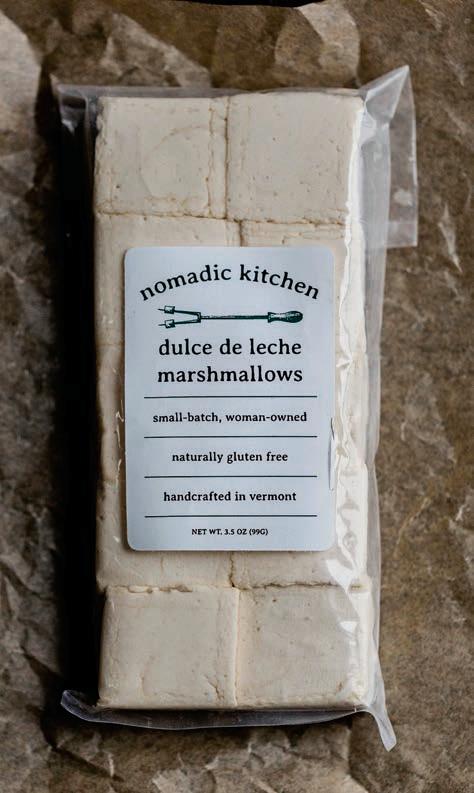 nomadic kitchen
dulce de leche
marshmallows
small-batch, woman-owned
naturally gluten free
handcrafted in vermont
NET WT. 3.5 OZ (99G)